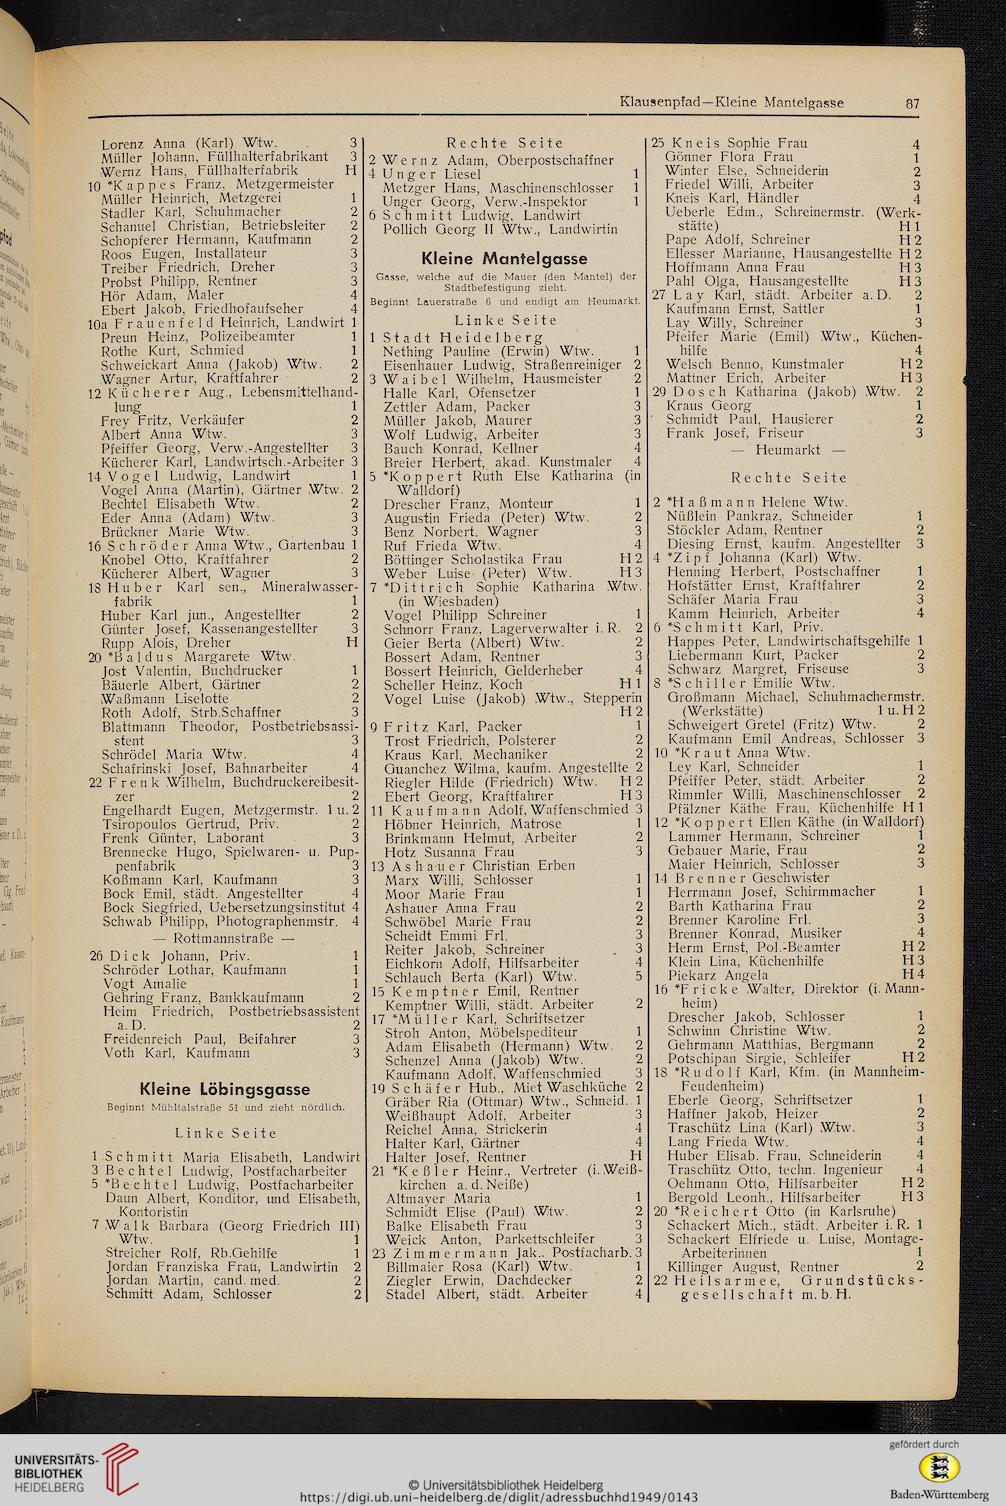 Klausenpfad—Kleine Mantelgasse 87
Lorenz Anna (Karl) Wtw. 3
Müller Johann, Füllhalterfabrikant 3
Wernz Hans, Füllhalterfabrik H
10 *Kappes Franz, Metzgermeister
Müller Heinrich, Metzgerei 1
Stadler Karl, Schuhmacher 2
Schanuel Christian, Betriebsleiter 2
Schopferer Hermann, Kaufmann 2
Roos Eugen, Installateur 3
Treiber Friedrich, Dreher 3
Probst Philipp, Rentner 3
Hör Adam, Maler 4
Ebert Jakob, Friedhofaufseher 4
10a Frauenfeld Heinrich, Landwirt 1
Preun Heinz, Polizeibeamter 1
Rothe Kurt, Schmied 1
Schweickart Anna (Jakob) Wtw. 2
Wagner Artur, Kraftfahrer 2
12 Kücherer Aug., Lebensmittelhand-
lung 1
Frey Fritz, Verkäufer 2
Albert Anna Wtw. 3
Pfeiffer Georg, Verw.-Angestellter 3
Kücherer Karl, Landwirtsch.-Arbeiter 3
14 Vogel Ludwig, Landwirt 1
Vogel Anna (Martin), Gärtner Wtw. 2
Bechtel Elisabeth Wtw. 2
Eder Anna (Adam) Wtw. 3
Brückner Marie Wtw. 3
16 Schröder Anna Wtw., Gartenbau 1
Knobel Otto, Kraftfahrer 2
Kücherer Albert, Wagner 3
18 Huber Karl sen., Mineralwasser-
fabrik 1
Huber Karl jun., Angestellter 2
Günter Josef, Kassenangestellter 3
Rupp Alois, Dreher H
20 *Baldus Margarete Wtw.
Jost Valentin, Buchdrucker 1
Bäuerle Albert, Gärtner 2
Waßmann Liselotte 2
Roth Adolf, Strb.Schaffner 3
Blattmann Theodor, Postbetriebsassi-
stent 3
Schrödel Maria Wtw. 4
Schafrinski Josef, Bahnarbeiter 4
22 Frenk Wilhelm, Buchdruckereibesit-
zer 2
Engelhardt Eugen, Metzgermstr. 1 u. 2
Tsiropoulos Gertrud, Priv. 2
Frenk Günter, Laborant 3
Brennecke Hugo, Spielwaren- u. Pup-
penfabrik 3
Koßmann Karl, Kaufmann 3
Bock Emil, städt. Angestellter 4
Bock Siegfried, Uebersetzungsinstitut 4
Schwab Philipp, Photographenmstr. 4
— Rottmannstraße —
26 Dick Johann, Priv. 1
Schröder Lothar, Kaufmann 1
Vogt Amalie 1
Gehring Franz, Bankkaufmann 2
Heim Friedrich, Postbetriebsassistent
a. D. 2
Freidenreich Paul, Beifahrer 3
Voth Karl, Kaufmann 3
Kleine Löbingsgasse
Beginnt Mühltalstraße 51 und zieht nördlich.
Linke Seite
1 Schmitt Maria Elisabeth, Landwirt
3 Bechtel Ludwig, Postfacharbeiter
5 *Bechtel Ludwig, Postfacharbeiter
Daun Albert, Konditor, und Elisabeth,
Kontoristin
7 Walk Barbara (Georg Friedrich III)
Wtw. 1
Streicher Rolf, Rb.Gehilfe 1
Jordan Franziska Frau, Landwirtin 2
Jordan Martin, cand. med. 2
Schmitt Adam, Schlosser 2
Rechte Seite
2 Wernz Adam, Oberpostschaffner
4 Unger Liesel 1
Metzger Hans, Maschinenschlosser 1
Unger Georg, Verw.-Inspektor 1
6 Schmitt Ludwig, Landwirt
Pollich Georg II Wtw., Landwirtin
Kleine Mantelgasse
Gasse, welche auf die Mauer (den Mantel) der
Stadtbefestigung zieht.
Beginnt Lauerstraße 6 und endigt am Heumarkt.
Linke Seite
1 Stadt Heidelberg
Nething Pauline (Erwin) Wtw. 1
Eisenhauer Ludwig, Straßenreiniger 2
3 Waibel Wilhelm, Hausmeister 2
Halle Karl, Ofensetzer 1
Zettler Adam, Packer 3
Müller Jakob, Maurer 3
Wolf Ludwig, Arbeiter 3
Bauch Konrad, Kellner 4
Breier Herbert, akad. Kunstmaler 4
5 *Koppert Ruth Else Katharina (in
Walldorf)
Drescher Franz, Monteur 1
Augustin Frieda (Peter) Wtw. 2
Benz Norbert, Wagner 3
Ruf Frieda Wtw. 4
Böttinger Scholastika Frau H 2
Weber Luise (Peter) Wtw. H 3
7 *Dittrich Sophie Katharina Wtw.
(in Wiesbaden)
Vogel Philipp Schreiner 1
Schnorr Franz, Lagerverwalter i. R. 2
Geier Berta (Albert) Wtw. 2
Bossert Adam, Rentner 3
Bossert Heinrich, Gelderheber 4
Scheller Heinz, Koch H 1
Vogel Luise (Jakob) Wtw., Stepperin
H 2
9 Fritz Karl, Packer 1
Trost Friedrich, Polsterer 2
Kraus Karl, Mechaniker 2
Guanchez Wilma, kaufm. Angestellte 2
Riegler Hilde (Friedrich) Wtw. H 2
Ebert Georg, Kraftfahrer H 3
11 Kaufmann Adolf, Waffenschmied 3
Höbner Heinrich, Matrose 1
Brinkmann Helmut, Arbeiter 2
Hotz Susanna Frau 3
13 Ashauer Christian Erben
Marx Willi, Schlosser 1
Moor Marie Frau 1
Ashauer Anna Frau 2
Schwöbel Marie Frau 2
Scheidt Emmi Frl. 3
Reiter Jakob, Schreiner 3
Eichkorn Adolf, Hilfsarbeiter 4
Schlauch Berta (Karl) Wtw. 5
15 Kemptner Emil, Rentner
Kemptner Willi, städt. Arbeiter 2
17 *Müller Karl, Schriftsetzer
Stroh Anton, Möbelspediteur 1
Adam Elisabeth (Hermann) Wtw. 2
Schenzel Anna (Jakob) Wtw. 2
Kaufmann Adolf, Waffenschmied 3
19 Schäfer Hub., Miet Waschküche 2
Gräber Ria (Ottmar) Wtw., Schneid. 1
Weißhaupt Adolf, Arbeiter 3
Reichel Anna, Strickerin 4
Halter Karl, Gärtner 4
Halter Josef, Rentner H
21 *Keßler Heinr., Vertreter (i. Weiß-
kirchen a. d. Neiße)
Altmayer Maria 1
Schmidt Elise (Paul) Wtw. 2
Balke Elisabeth Frau 3
Weick Anton, Parkettschleifer 3
23 Zimmermann Jak., Postfacharb. 3
Billmaier Rosa (Karl) Wtw. 1
Ziegler Erwin, Dachdecker 2
Stadel Albert, städt. Arbeiter 4
25 Kneis Sophie Frau 4
Gönner Flora Frau 1
Winter Else, Schneiderin 2
Friedel Willi, Arbeiter 3
Kneis Karl, Händler 4
Ueberle Edm., Schreinermstr. (Werk-
stätte) H 1
Pape Adolf, Schreiner H 2
Ellesser Marianne, Hausangestellte H 2
Hoffmann Anna Frau H 3
Pahl Olga, Hausangestellte H 3
27 Lay Karl, städt. Arbeiter a. D. 2
Kaufmann Ernst, Sattler 1
Lay Willy, Schreiner 3
Pfeifer Marie (Emil) Wtw., Küchen-
hilfe 4
Welsch Benno, Kunstmaler H 2
Mattner Erich, Arbeiter H 3
29 Dosch Katharina (Jakob) Wtw. 2
Kraus Georg 1
Schmidt Paul, Hausierer 2
Frank Josef, Friseur 3
— Heumarkt —
Rechte Seite
2 *Haßmann Helene Wtw.
Nüßlein Pankraz, Schneider 1
Stöckler Adam, Rentner 2
Diesing Ernst, kaufm. Angestellter 3
4 *Zipf Johanna (Karl) Wtw.
Henning Herbert, Postschaffner 1
Hofstätter Ernst, Kraftfahrer 2
Schäfer Maria Frau 3
Kamm Heinrich, Arbeiter 4
6 *Schmitt Karl, Priv.
Happes Peter, Landwirtschaftsgehilfe 1
Liebermann Kurt, Packer 2
Schwarz Margret, Friseuse 3
8 *Schiller Emilie Wtw.
Großmann Michael, Schuhmachermstr.
(Werkstätte) 1 u. H 2
Schweigert Gretel (Fritz) Wtw. 2
Kaufmann Emil Andreas, Schlosser 3
10 *Kraut Anna Wtw.
Ley Karl, Schneider 1
Pfeiffer Peter, städt. Arbeiter 2
Rimmler Willi, Maschinenschlosser 2
Pfälzner Käthe Frau, Küchenhilfe H 1
12 *Koppert Ellen Käthe (in Walldorf)
Lammer Hermann, Schreiner 1
Gebauer Marie, Frau 2
Maier Heinrich, Schlosser 3
14 Brenner Geschwister
Herrmann Josef, Schirmmacher 1
Barth Katharina Frau 2
Brenner Karoline Frl. 3
Brenner Konrad, Musiker 4
Herm Ernst, Pol.-Beamter H 2
Klein Lina, Küchenhilfe H 3
Piekarz Angela H 4
16 *Fricke Walter, Direktor (i. Mann-
heim)
Drescher Jakob, Schlosser 1
Schwinn Christine Wtw. 2
Gehrmann Matthias, Bergmann 2
Potschipan Sirgie, Schleifer H 2
18 *Rudolf Karl, Kfm. (in Mannheim-
Feudenheim)
Eberle Georg, Schriftsetzer 1
Haffner Jakob, Heizer 2
Traschütz Lina (Karl) Wtw. 3
Lang Frieda Wtw. 4
Huber Elisab. Frau, Schneiderin 4
Traschütz Otto, techn. Ingenieur 4
Oehmann Otto, Hilfsarbeiter H 2
Bergold Leonh., Hilfsarbeiter H 3
20 *Reichert Otto (in Karlsruhe)
Schackert Mich., städt. Arbeiter i. R. 1
Schackert Elfriede u. Luise, Montage-
Arbeiterinnen 1
Killinger August, Rentner 2
22 Heilsarmee, Grundstücks-
gesellschaft m. b. H.
UNIVERSITÄTS-
BIBLIOTHEK
HEIDELBERG
© Universitätsbibliothek Heidelberg
https://digi.ub.uni-heidelberg.de/diglit/adressbuchhd1949/0143
gefördert durch
Baden-Württemberg